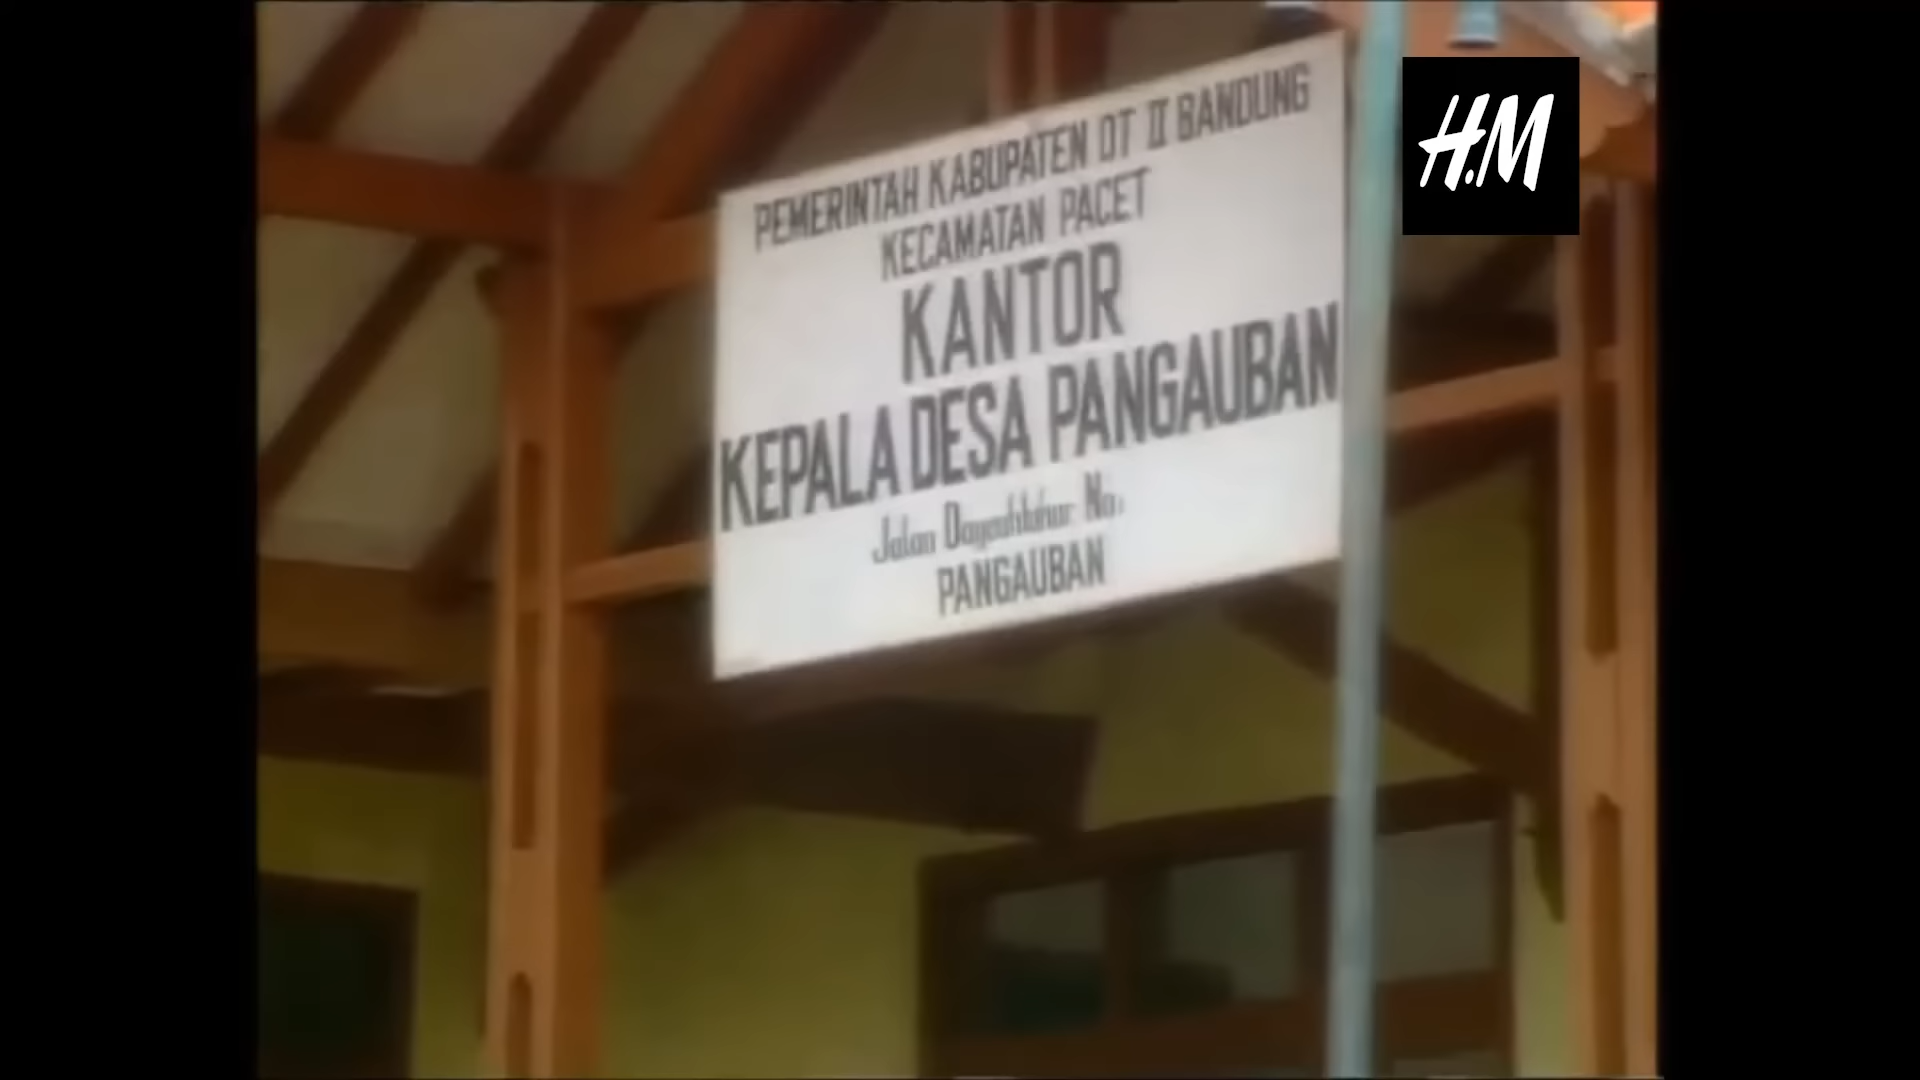 PEMERINTAH KABUPATEN DT II BANDUNG
KECAMATAN PACET
KANTOR
KEPALA DESA PANGAUBAN
Jalan No.
PANGAUBAN
H.M